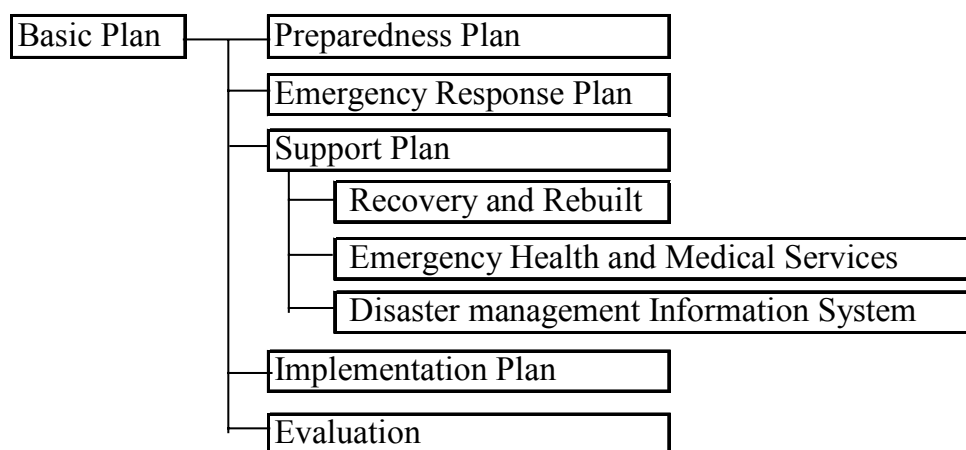 Basic Plan
Preparedness Plan
Emergency Response Plan
Support Plan
Recovery and Rebuilt
Emergency Health and Medical Services
Disaster management Information System
Implementation Plan
Evaluation